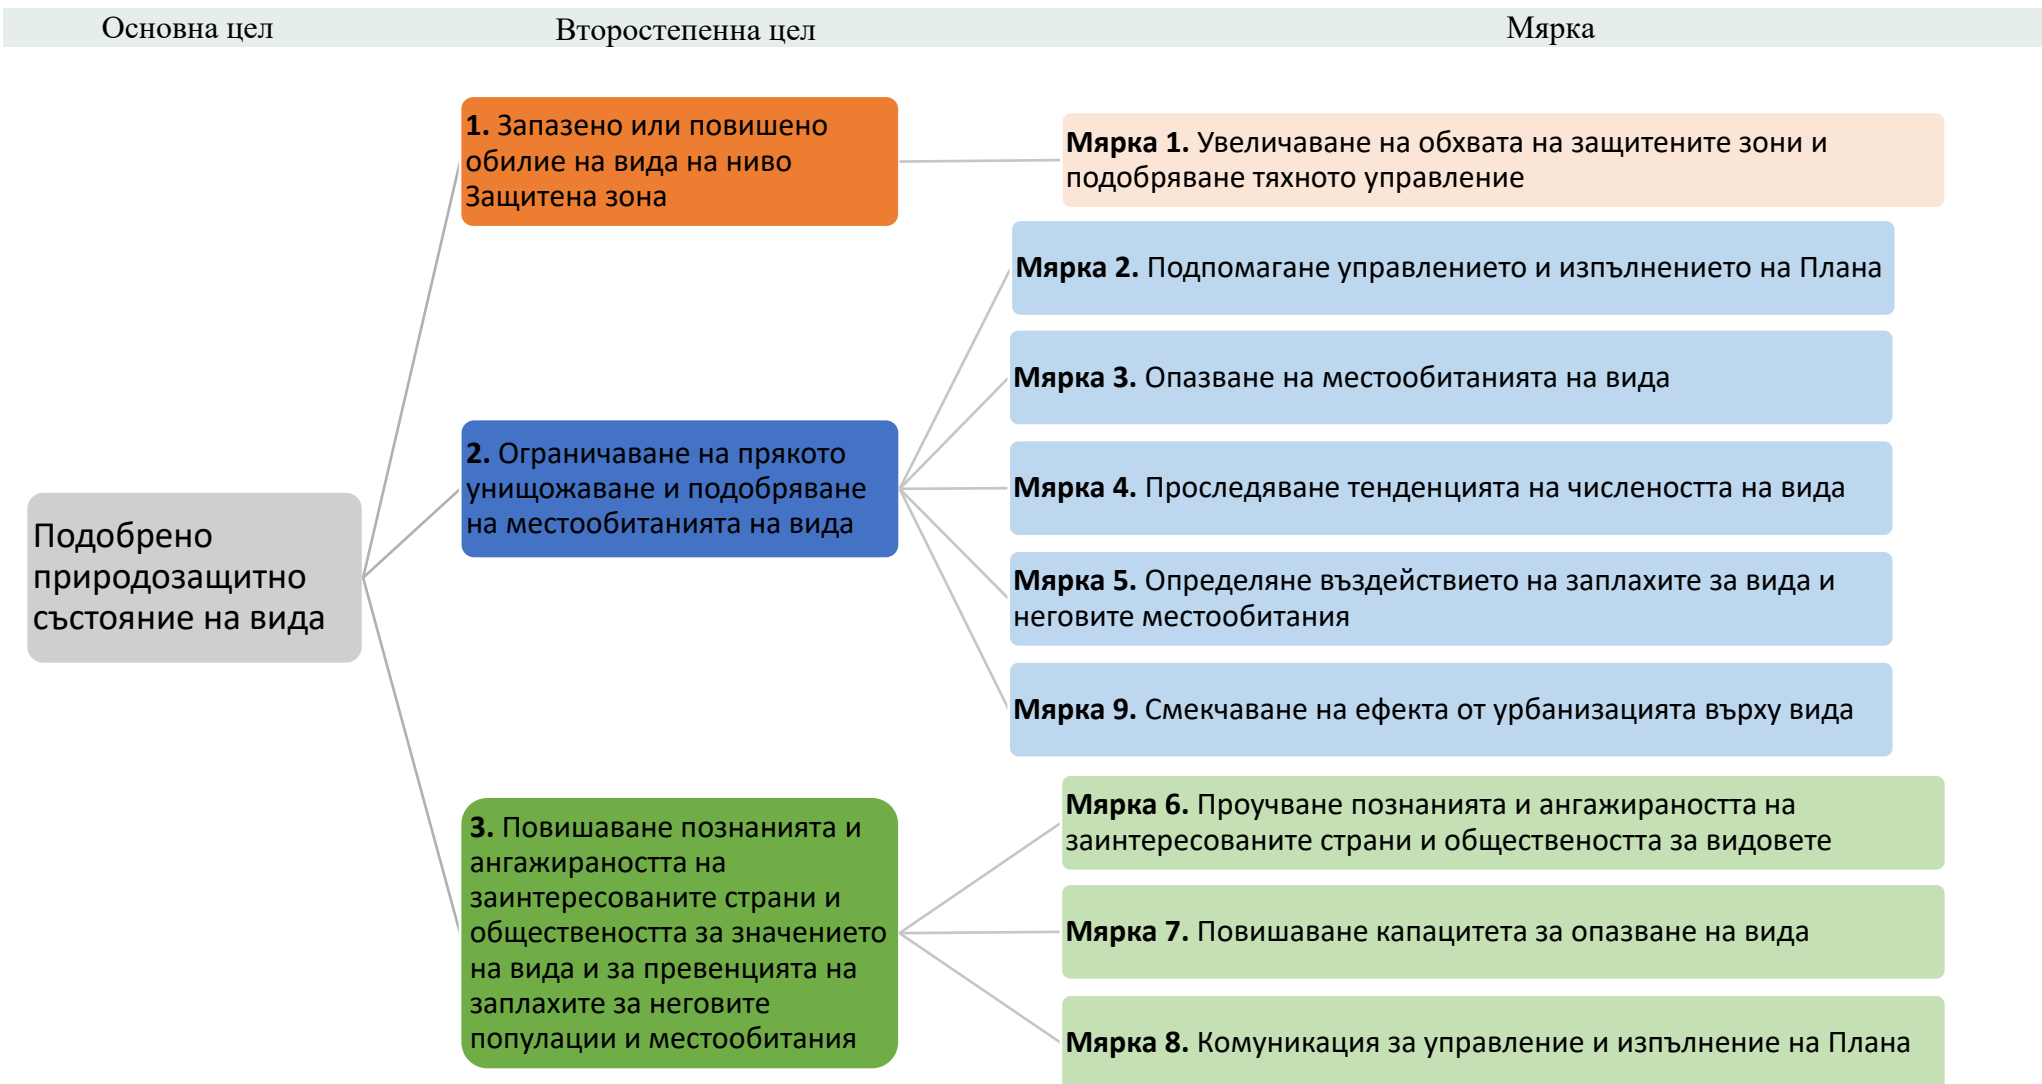 Основна цел
Второстепенна цел
Мярка
Подобрено
природозащитно
състояние на вида
1. Запазено или повишено
обилие на вида на ниво
Защитена зона
Мярка 1. Увеличаване на обхвата на защитените зони и
подобряване тяхното управление
2. Ограничаване на прякото
унищожаване и подобряване
на местообитанията на вида
Мярка 2. Подпомагане управлението и изпълнението на Плана
Мярка 3. Опазване на местообитанията на вида
Мярка 4. Проследяване тенденцията на числеността на вида
Мярка 5. Определяне въздействието на заплахите за вида и
неговите местообитания
Мярка 9. Смекчаване на ефекта от урбанизацията върху вида
3. Повишаване познанията и
ангажираността на
заинтересованите страни и
обществеността за значението
на вида и за превенцията на
заплахите за неговите
популации и местообитания
Мярка 6. Проучване познанията и ангажираността на
заинтересованите страни и обществеността за видовете
Мярка 7. Повишаване капацитета за опазване на вида
Мярка 8. Комуникация за управление и изпълнение на Плана